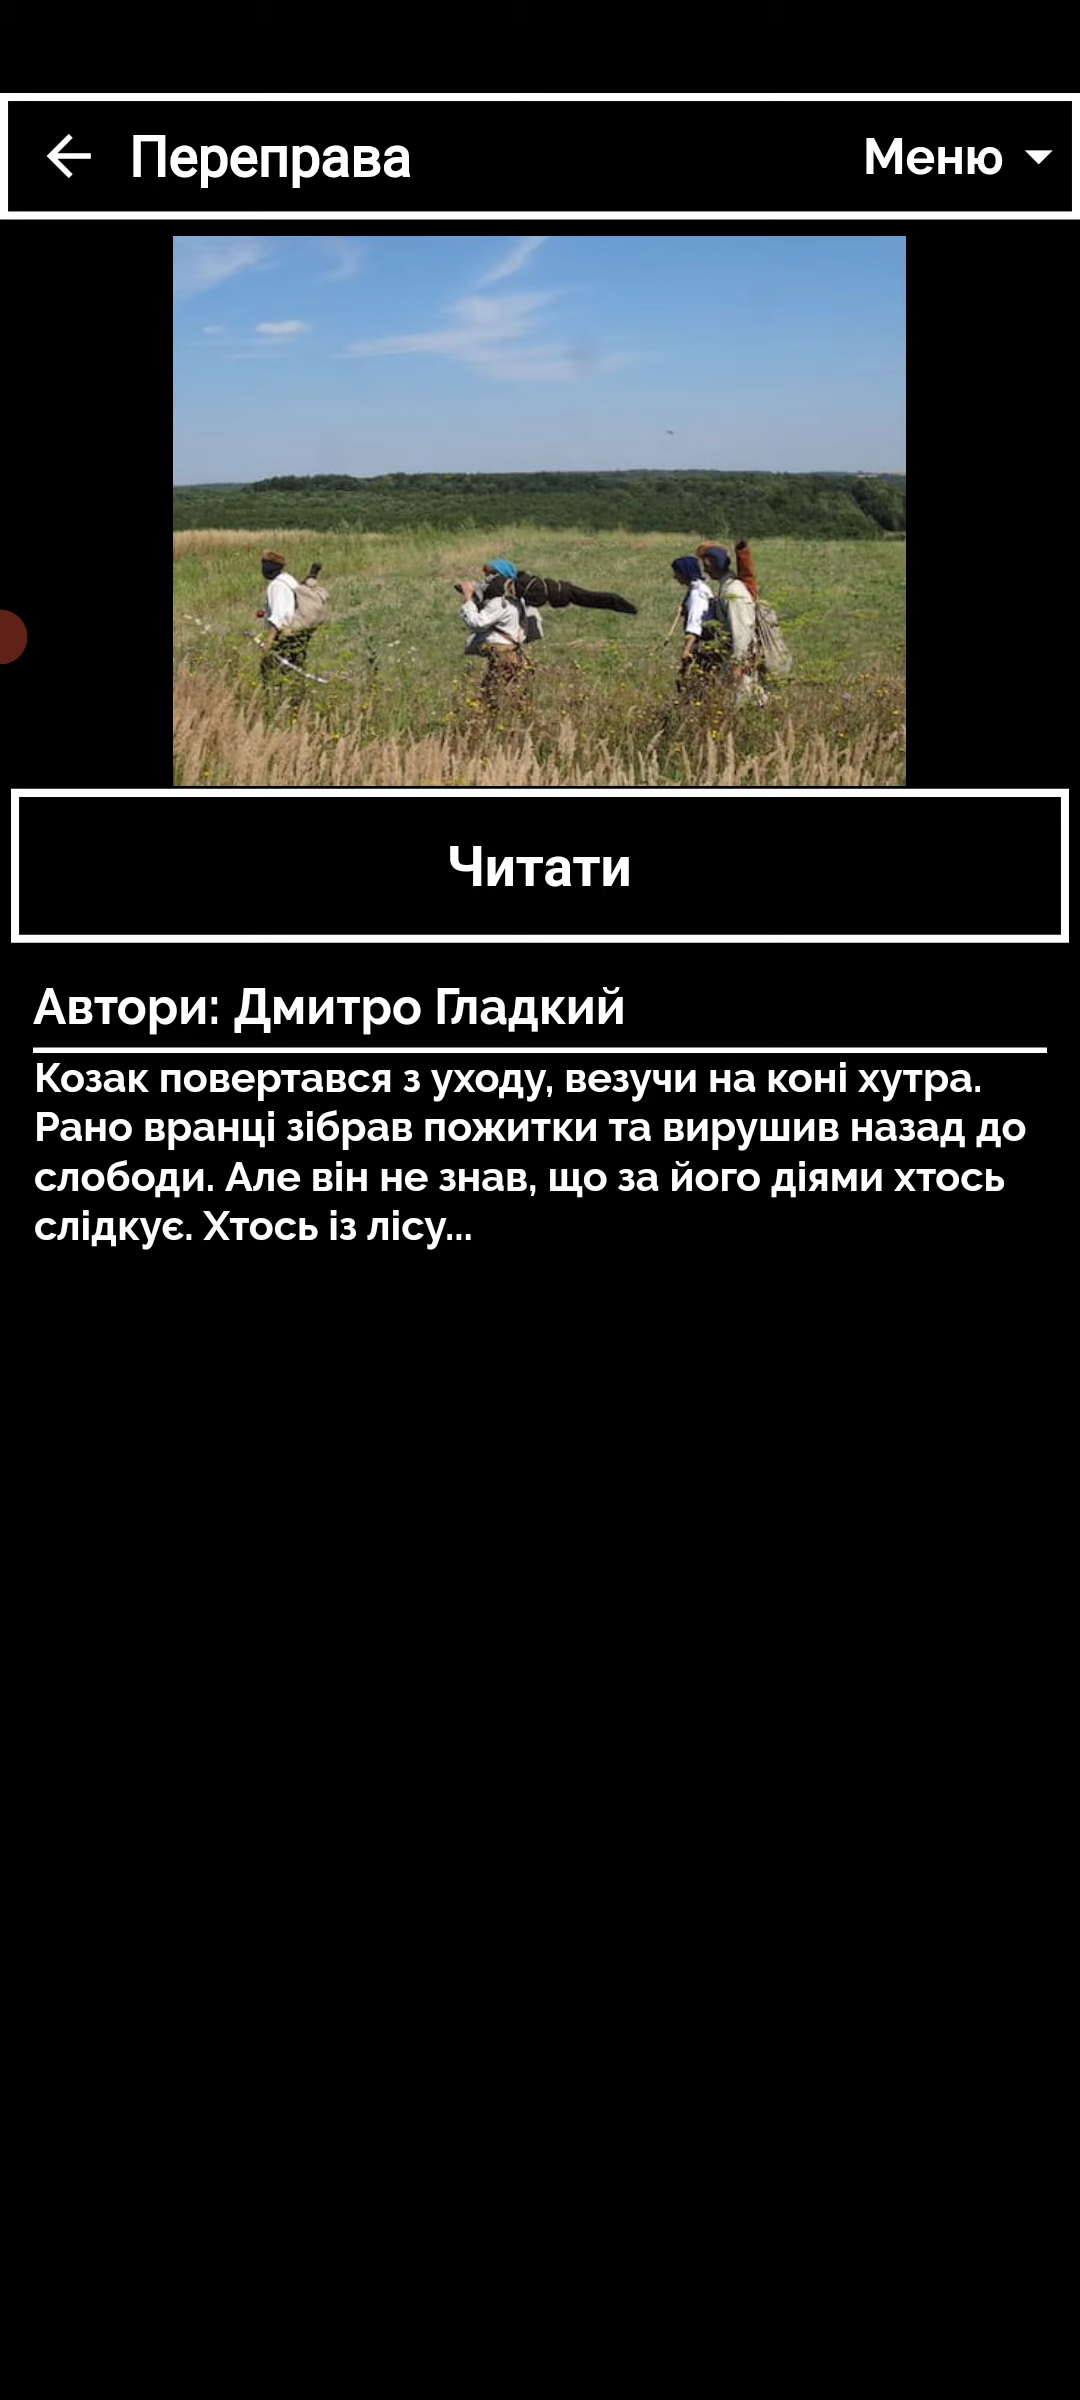 Переправа
Меню
Читати
Автори: Дмитро Гладкий
Козак повертався з уходу, везучи на коні хутра.
Рано вранці зібрав пожитки та вирушив назад до
слободи. Але він не знав, що за його діями хтось
слідкує. Хтось із лісу...